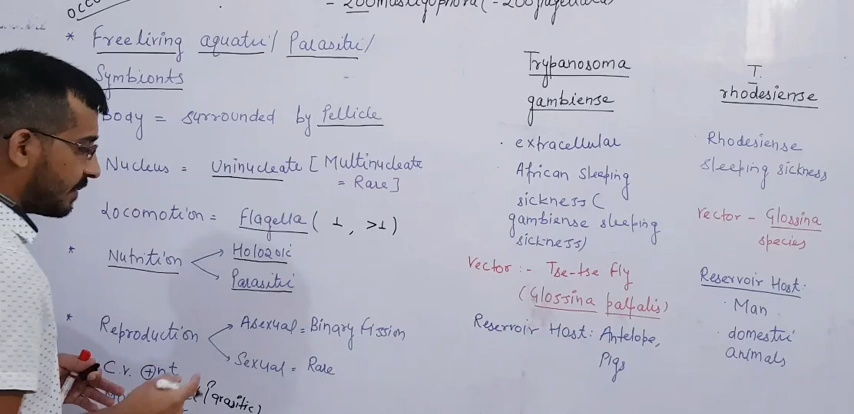 OCCU
- Zoomastigophora (- Zooflagellata)
* Free living aquatic/ Parasitic/
Symbionts
Body = surrounded by Pellicle
Nucleus = Uninucleate [Multinucleate
= Rare]
Locomotion = Flagella (1, >1)
* Nutrition
Holozoic
Parasitic
* Reproduction
Asexual = Binary Fission
Sexual = Rare
C.V. ⊕nt
(Parasitic)
Trypanosoma
gambiense
· extracellular
· African sleeping
sickness (
gambiense sleeping
sickness)
Vector :- Tse-tse fly
(Glossina palpalis)
Reservoir Host: Antelope,
Pigs
T.
rhodesiense
· Rhodesiense
sleeping sickness
Vector - Glossina
species
Reservoir Host.
· Man
· domestic
animals